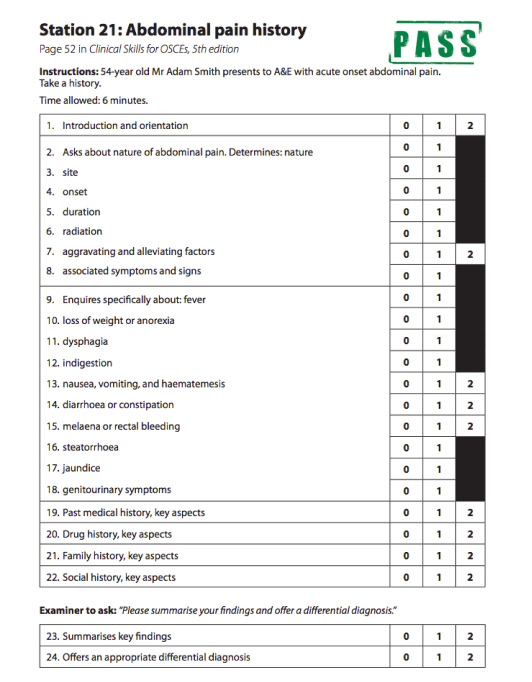 Station 21: Abdominal pain history
Page 52 in Clinical Skills for OSCEs, 5th edition
PASS
Instructions: 54-year old Mr Adam Smith presents to A&E with acute onset abdominal pain.
Take a history.
Time allowed: 6 minutes.
1. Introduction and orientation 0 1 2
2. Asks about nature of abdominal pain. Determines: nature 0 1
3. site 0 1
4. onset 0 1
5. duration 0 1
6. radiation 0 1
7. aggravating and alleviating factors 0 1 2
8. associated symptoms and signs 0 1
9. Enquires specifically about: fever 0 1
10. loss of weight or anorexia 0 1
11. dysphagia 0 1
12. indigestion 0 1
13. nausea, vomiting, and haematemesis 0 1 2
14. diarrhoea or constipation 0 1 2
15. melaena or rectal bleeding 0 1 2
16. steatorrhoea 0 1
17. jaundice 0 1
18. genitourinary symptoms 0 1
19. Past medical history, key aspects 0 1 2
20. Drug history, key aspects 0 1 2
21. Family history, key aspects 0 1 2
22. Social history, key aspects 0 1 2
Examiner to ask: "Please summarise your findings and offer a differential diagnosis."
23. Summarises key findings 0 1 2
24. Offers an appropriate differential diagnosis 0 1 2